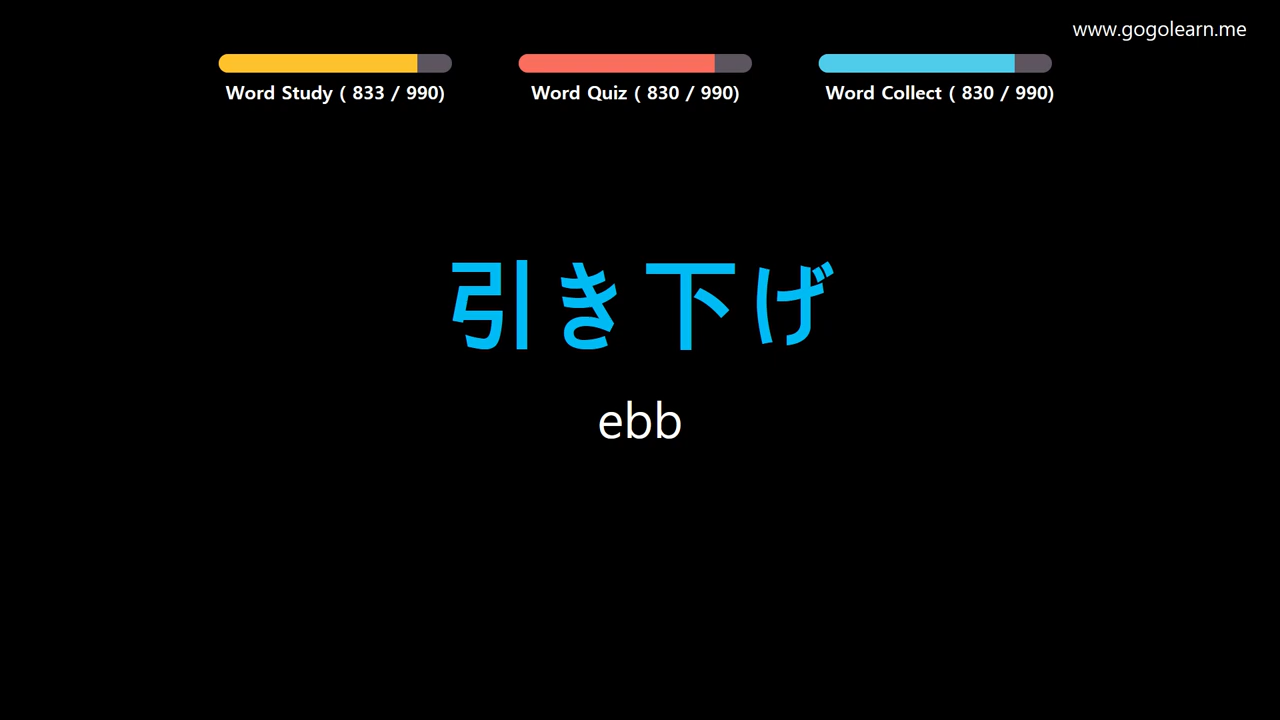 www.gogolearn.me
Word Study ( 833 / 990)
Word Quiz ( 830 / 990)
Word Collect ( 830 / 990)
引き下げ
ebb